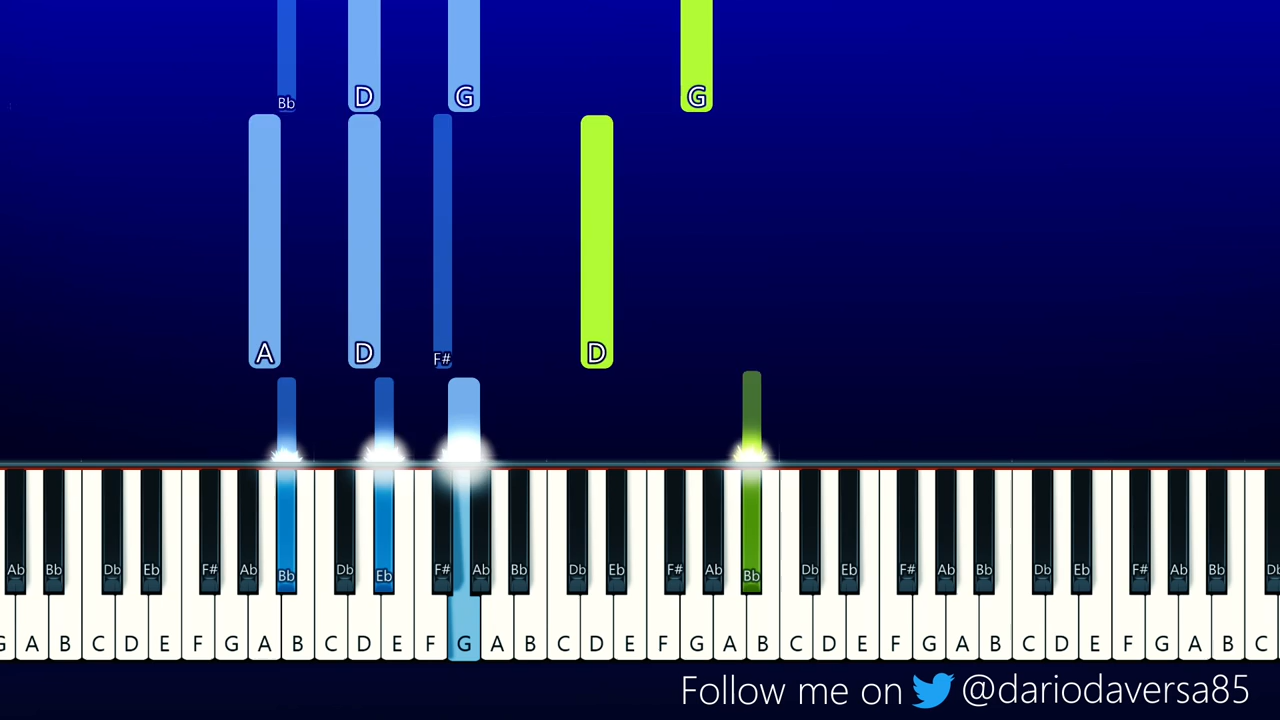 Bb D G G
A D F# D
Ab Bb Db Eb F# Ab Bb Db Eb F# Ab Bb Db Eb F# Ab Bb Db Eb F# Ab Bb Db Eb F# Ab Bb Db
G A B C D E F G A B C D E F G A B C D E F G A B C D E F G A B C D E F G A B C
Follow me on @dariodaversa85